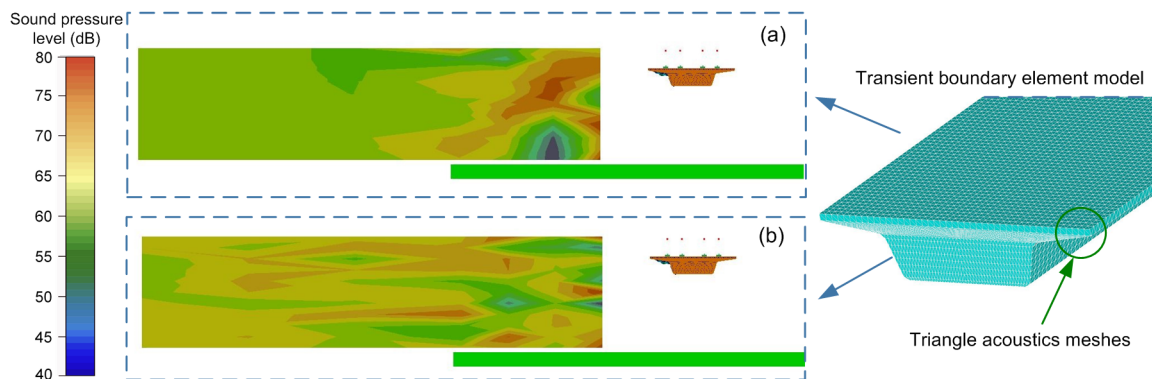 Sound pressure
level (dB)
80
75
70
65
60
55
50
45
40
(a)
(b)
Transient boundary element model
Triangle acoustics meshes